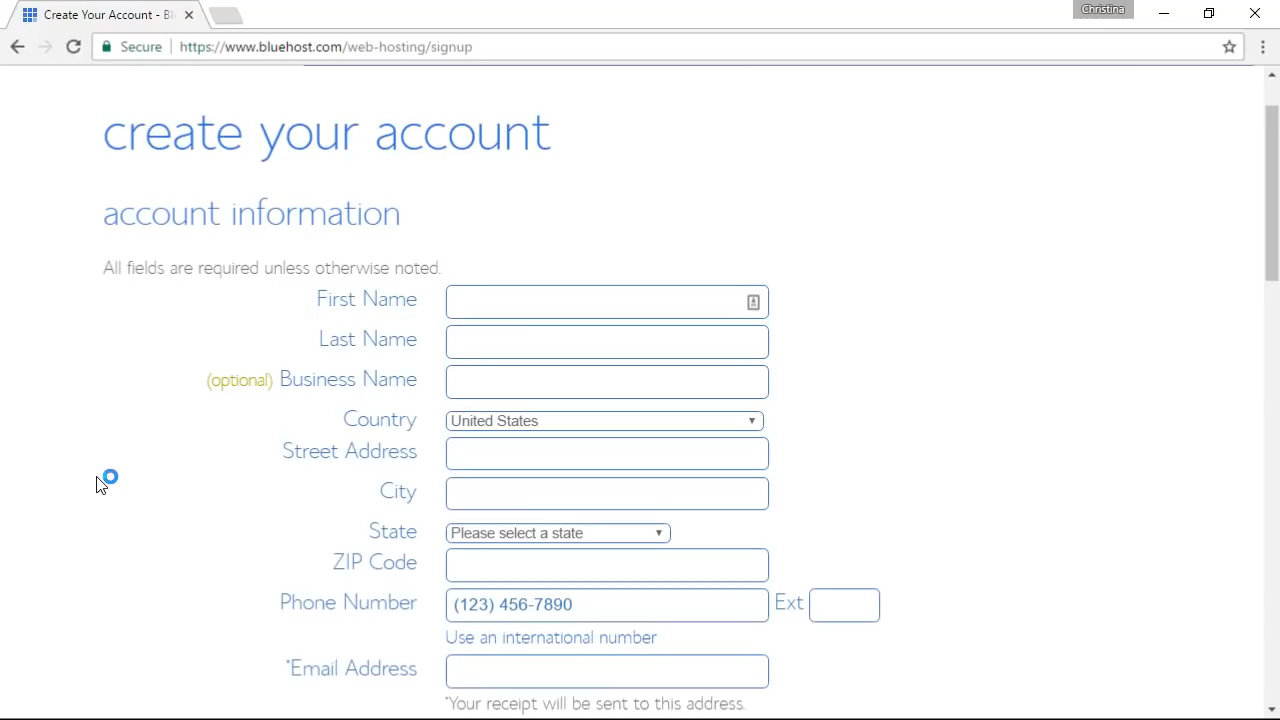 Create Your Account - Bl
Christina
Secure
https://www.bluehost.com/web-hosting/signup
create your account
account information
All fields are required unless otherwise noted.
First Name
Last Name
(optional) Business Name
Country United States
Street Address
City
State Please select a state
ZIP Code
Phone Number (123) 456-7890 Ext
Use an international number
*Email Address
*Your receipt will be sent to this address.